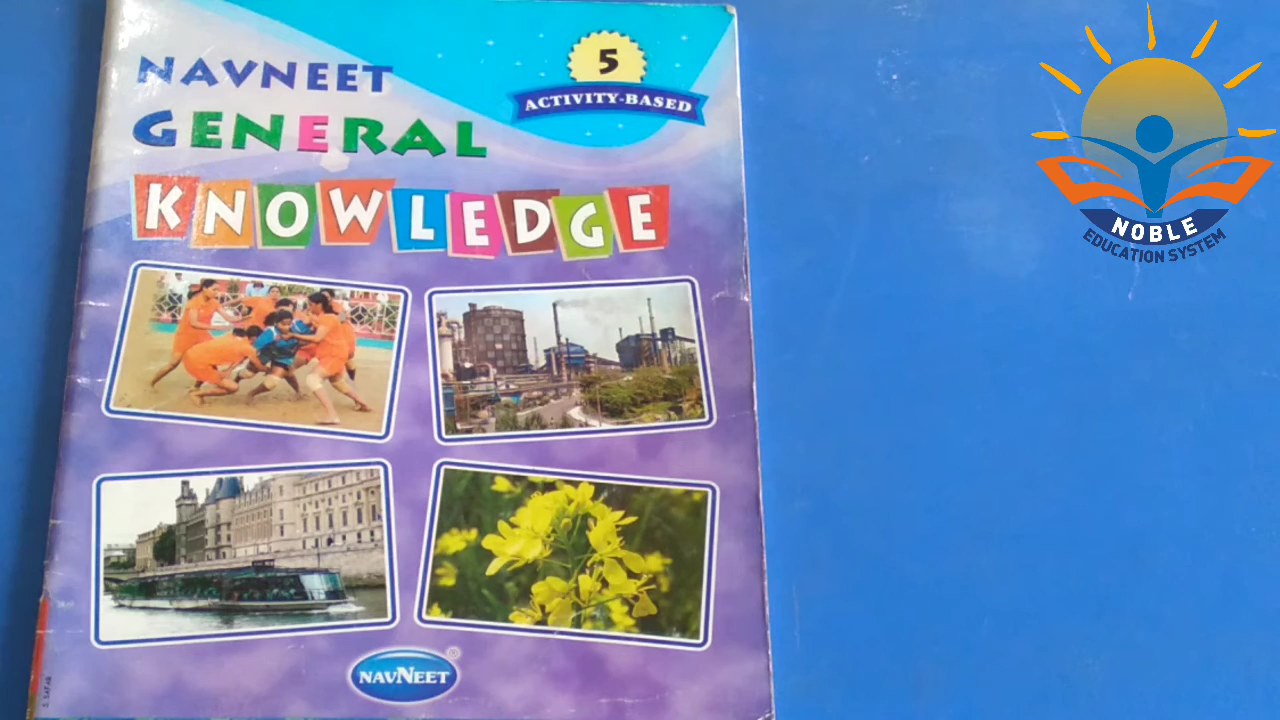 NAVNEET
GENERAL
KNOWLEDGE
5
ACTIVITY-BASED
NAVNEET
®
NOBLE
EDUCATION SYSTEM